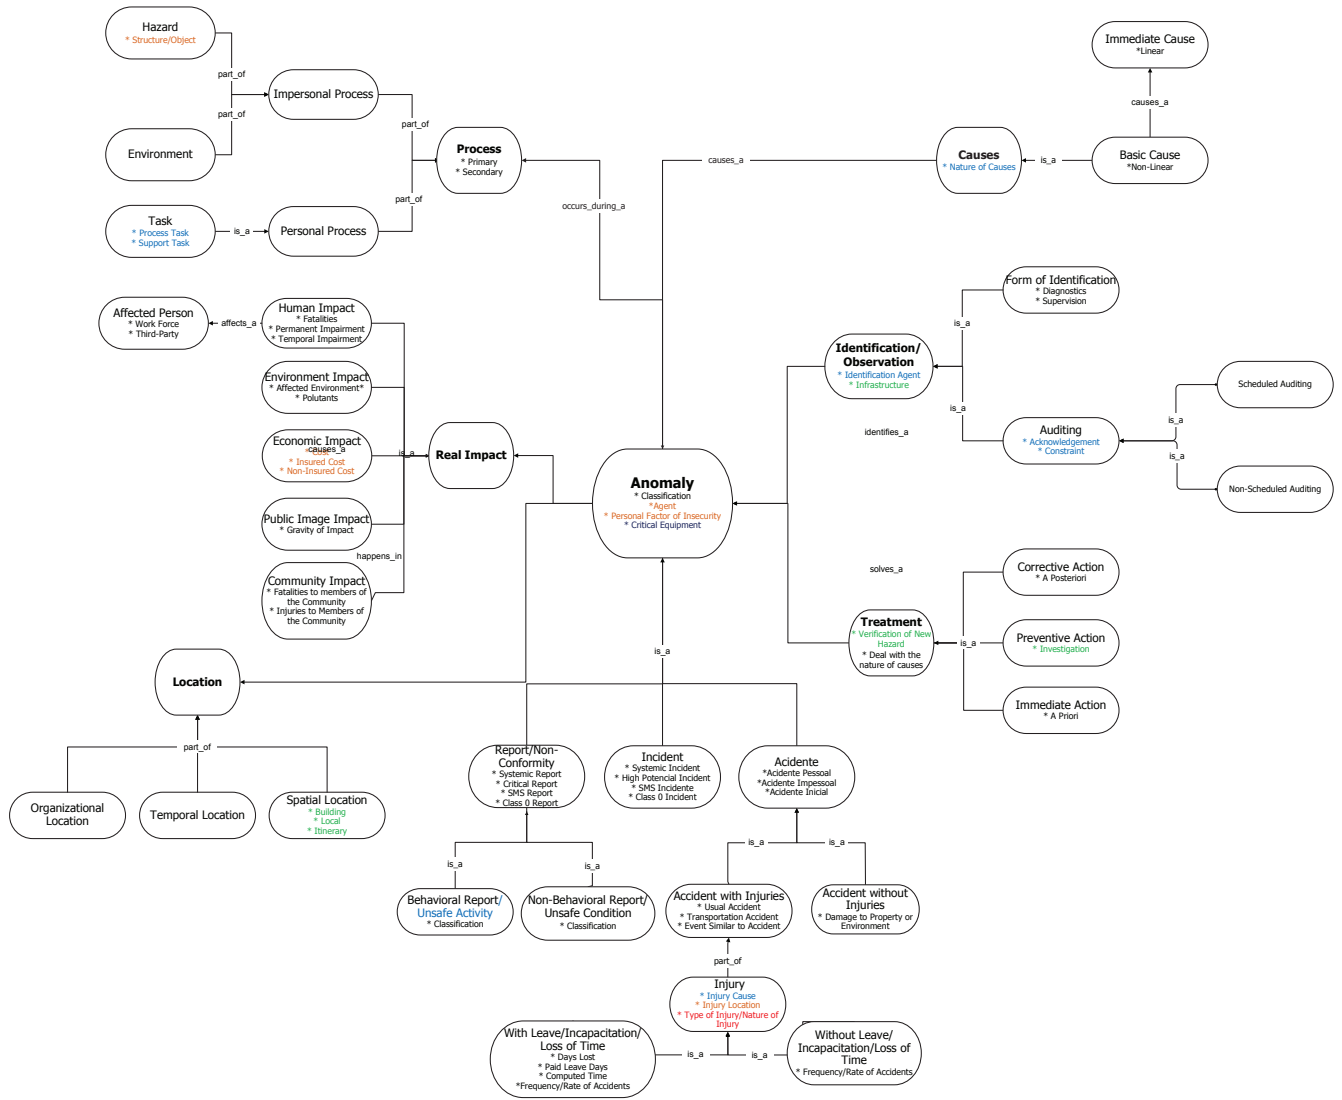 Hazard
* Structure/Object
part_of
Impersonal Process
part_of
Environment
part_of
Process
* Primary
* Secondary
part_of
Task
* Process Task
* Support Task
is_a
Personal Process
occurs_during_a
causes_a
Causes
* Nature of Causes
is_a
Basic Cause
*Non-Linear
causes_a
Immediate Cause
*Linear
Affected Person
* Work Force
* Third-Party
affects_a
Human Impact
* Fatalities
* Permanent Impairment
* Temporal Impairment
Environment Impact
* Affected Environment*
* Polutants
Economic Impact
causes_a
* Cost
* Insured Cost
* Non-Insured Cost
is_a
Real Impact
Public Image Impact
* Gravity of Impact
happens_in
Community Impact
* Fatalities to members of
the Community
* Injuries to Members of
the Community
Form of Identification
* Diagnostics
* Supervision
is_a
Identification/
Observation
* Identification Agent
* Infrastructure
is_a
identifies_a
Auditing
* Acknowledgement
* Constraint
is_a
is_a
Scheduled Auditing
Non-Scheduled Auditing
Anomaly
* Classification
*Agent
* Personal Factor of Insecurity
* Critical Equipment
solves_a
Treatment
* Verification of New
Hazard
* Deal with the
nature of causes
is_a
Corrective Action
* A Posteriori
Preventive Action
* Investigation
Immediate Action
* A Priori
Location
part_of
Organizational
Location
Temporal Location
Spatial Location
* Building
* Local
* Itinerary
is_a
Report/Non-
Conformity
* Systemic Report
* Critical Report
* SMS Report
* Class 0 Report
Incident
* Systemic Incident
* High Potencial Incident
* SMS Incidente
* Class 0 Incident
Acidente
*Acidente Pessoal
*Acidente Impessoal
*Acidente Inicial
is_a
is_a
is_a
is_a
Behavioral Report/
Unsafe Activity
* Classification
Non-Behavioral Report/
Unsafe Condition
* Classification
Accident with Injuries
* Usual Accident
* Transportation Accident
* Event Similar to Accident
Accident without
Injuries
* Damage to Property or
Environment
part_of
Injury
* Injury Cause
* Injury Location
* Type of Injury/Nature of
Injury
With Leave/Incapacitation/
Loss of Time
* Days Lost
* Paid Leave Days
* Computed Time
*Frequency/Rate of Accidents
is_a
is_a
Without Leave/
Incapacitation/Loss of
Time
* Frequency/Rate of Accidents